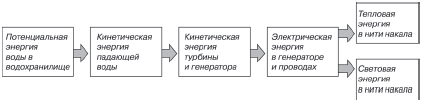 Потенциальная
энергия
воды в
водохранилище
Кинетическая
энергия
падающей
воды
Кинетическая
энергия
турбины
и генератора
Электрическая
энергия
в генераторе
и проводах
Тепловая
энергия
в нити накала
Световая
энергия
в нити накала